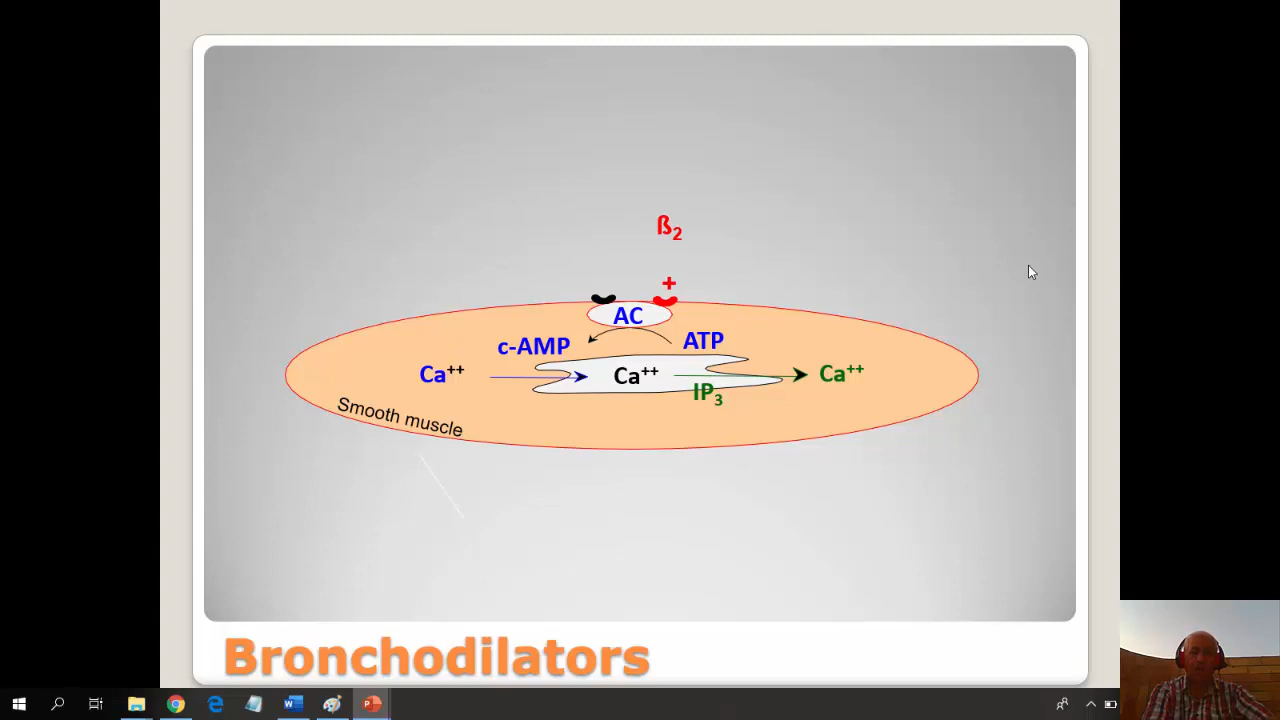 ß₂
+
AC
c-AMP
ATP
Ca⁺⁺
Ca⁺⁺
Ca⁺⁺
IP₃
Smooth muscle
Bronchodilators